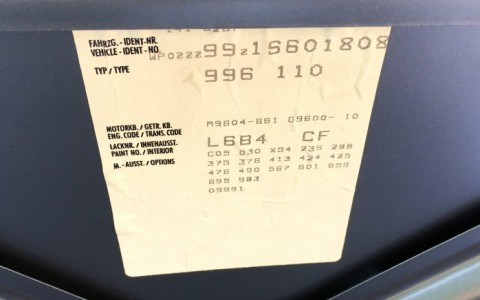 FAHRZG.-IDENT-NR.
VEHICLE-IDENT-NO. WP0ZZZ99Z1S601808
TYP/TYPE 996 110
MOTORKB./GETR. KB. M9604-661 G9600-10
ENG. CODE/TRANS. CODE
LACKNR./INNENAUSST. L6B4 CF
PAINT NO./INTERIOR
M.-AUSST./OPTIONS C05 030 X54 235 288
375 376 413 424 425
476 490 567 601 659
695 983
09991